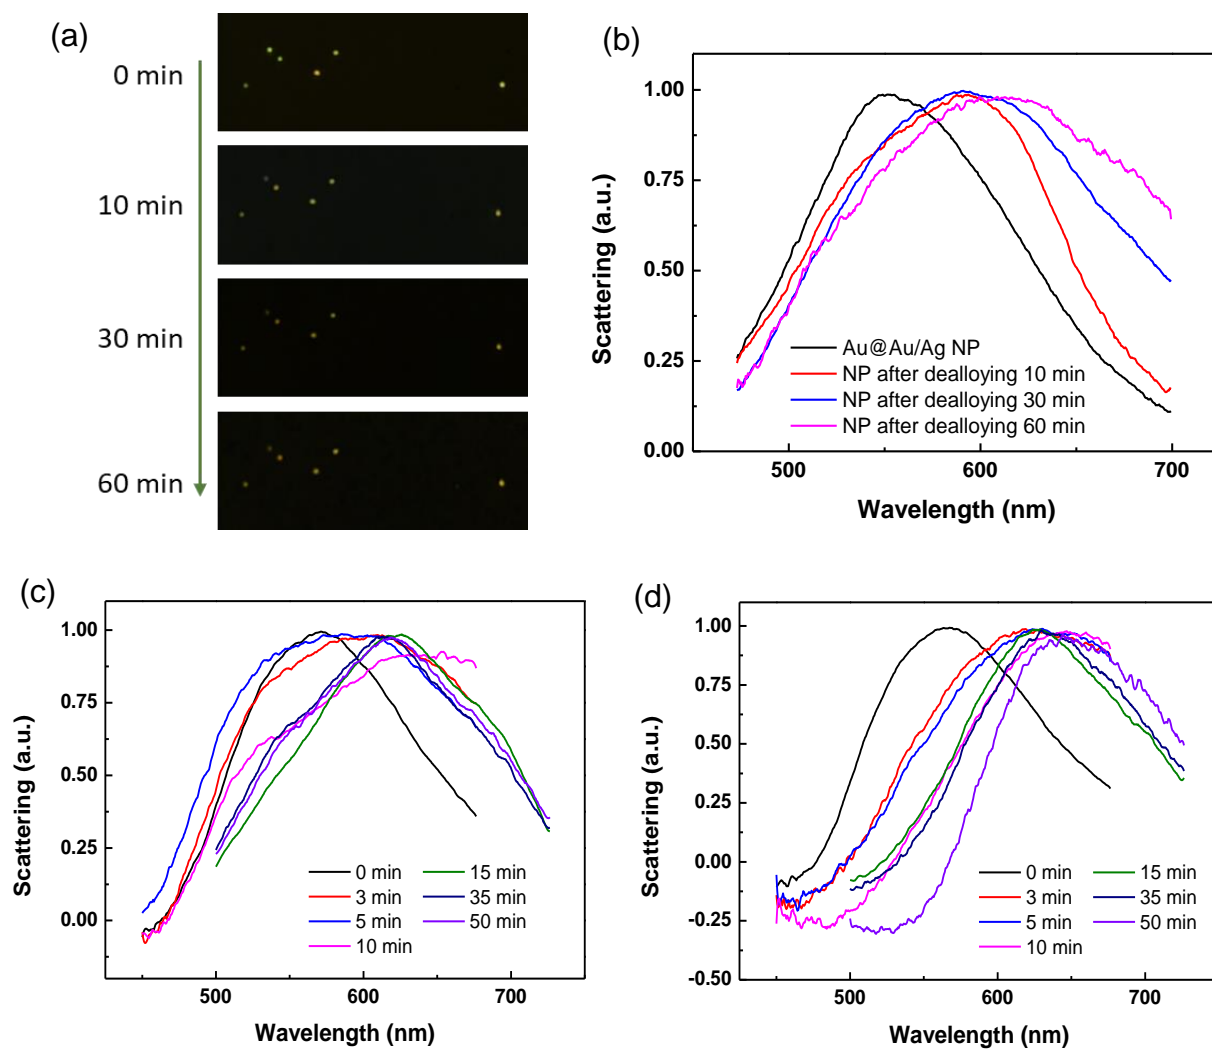 (a)
0 min
10 min
30 min
60 min
(b)
Scattering (a.u.)
1.00
0.75
0.50
0.25
0.00
Au@Au/Ag NP
NP after dealloying 10 min
NP after dealloying 30 min
NP after dealloying 60 min
500 600 700
Wavelength (nm)
(c)
Scattering (a.u.)
1.00
0.75
0.50
0.25
0.00
0 min 15 min
3 min 35 min
5 min 50 min
10 min
500 600 700
Wavelength (nm)
(d)
Scattering (a.u.)
1.00
0.75
0.50
0.25
0.00
-0.25
-0.50
0 min 15 min
3 min 35 min
5 min 50 min
10 min
500 600 700
Wavelength (nm)